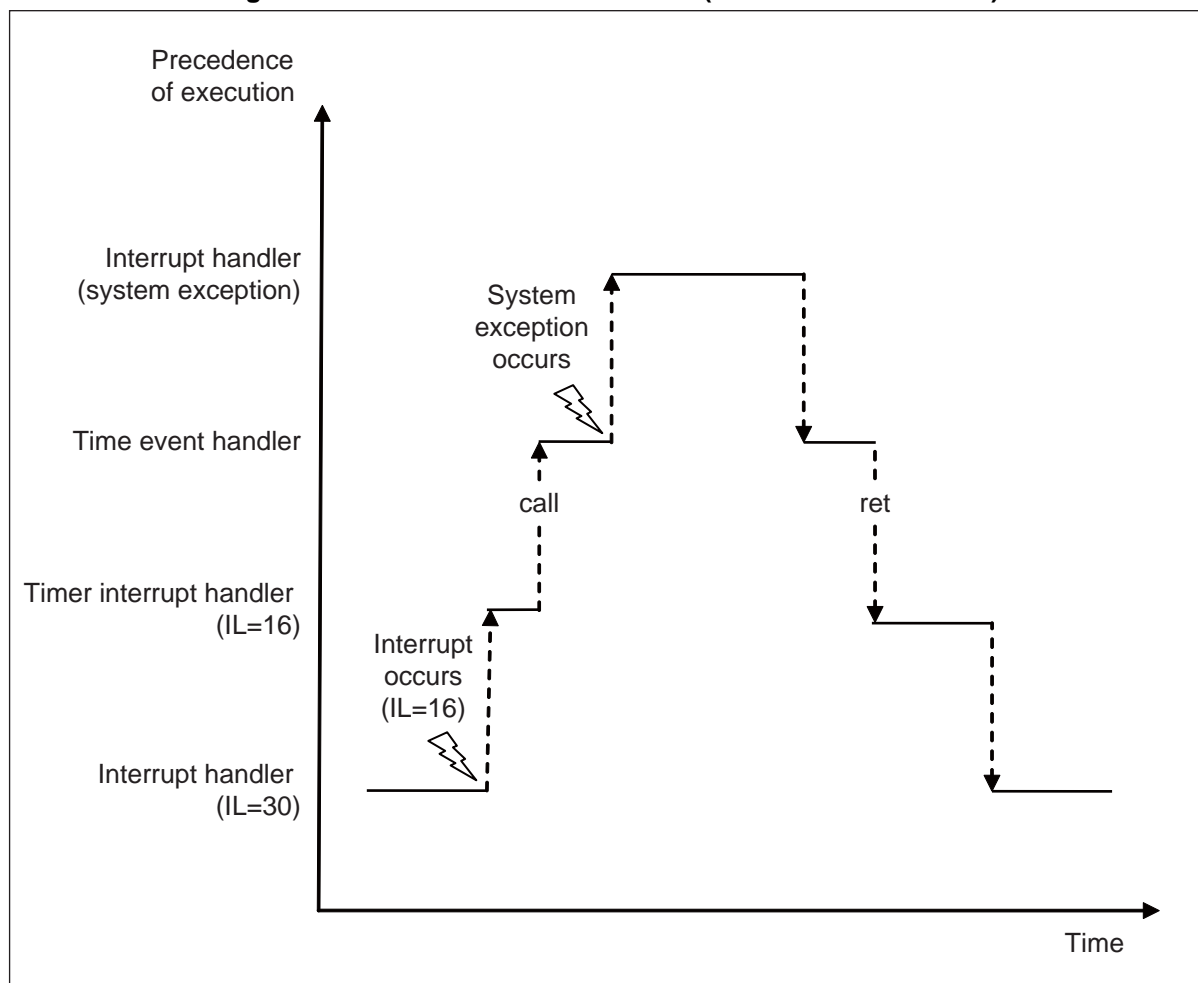 Precedence
of execution
Interrupt handler
(system exception)
System
exception
occurs
Time event handler
call
ret
Timer interrupt handler
(IL=16)
Interrupt
occurs
(IL=16)
Interrupt handler
(IL=30)
Time